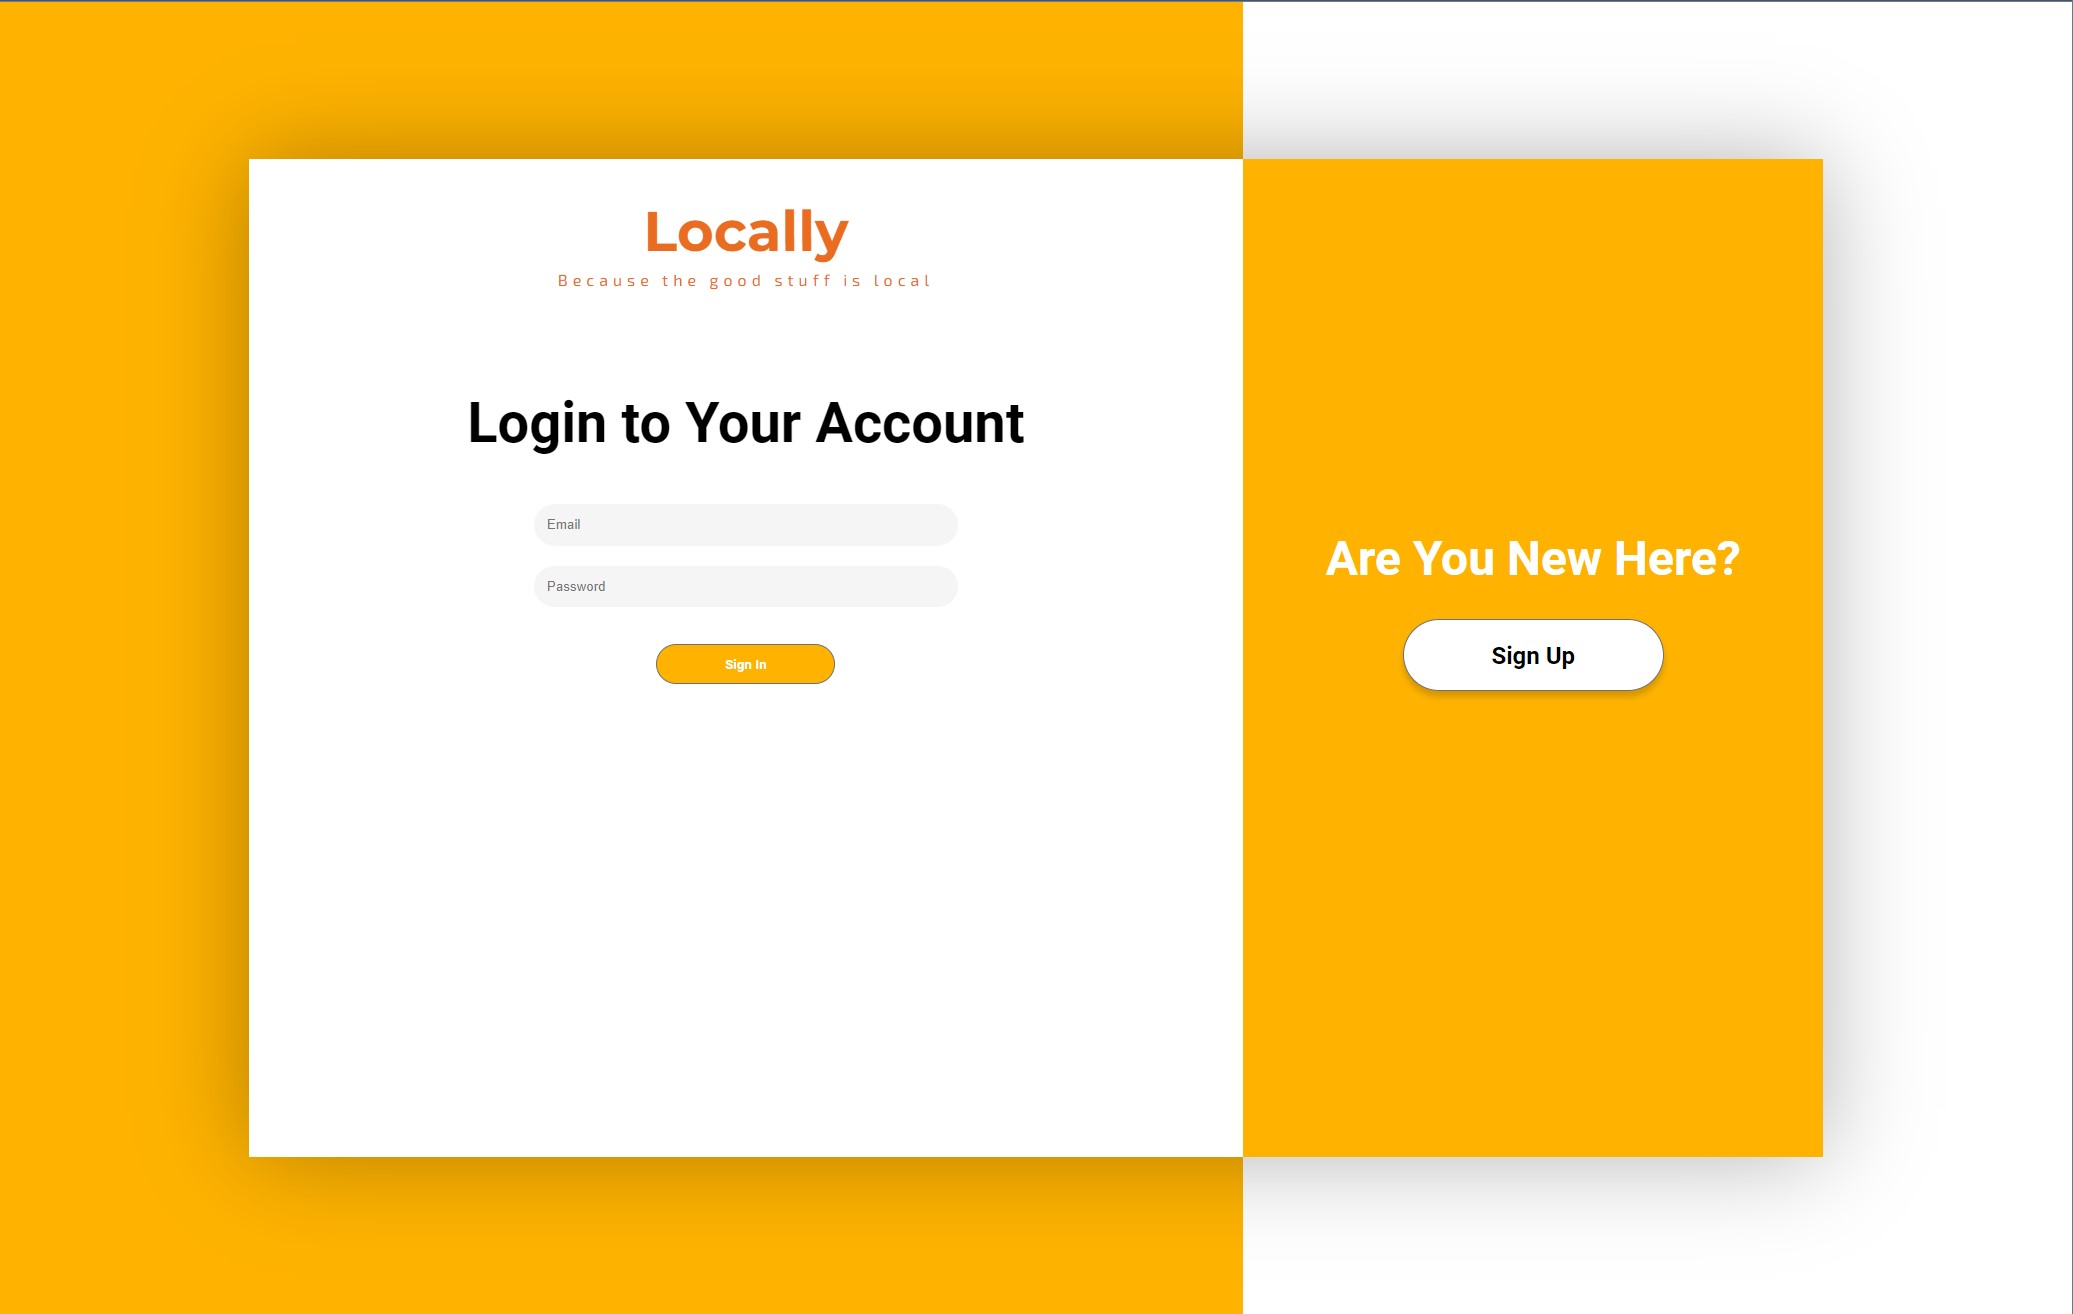 Locally
Because the good stuff is local
Login to Your Account
Email
Password
Sign In
Are You New Here?
Sign Up